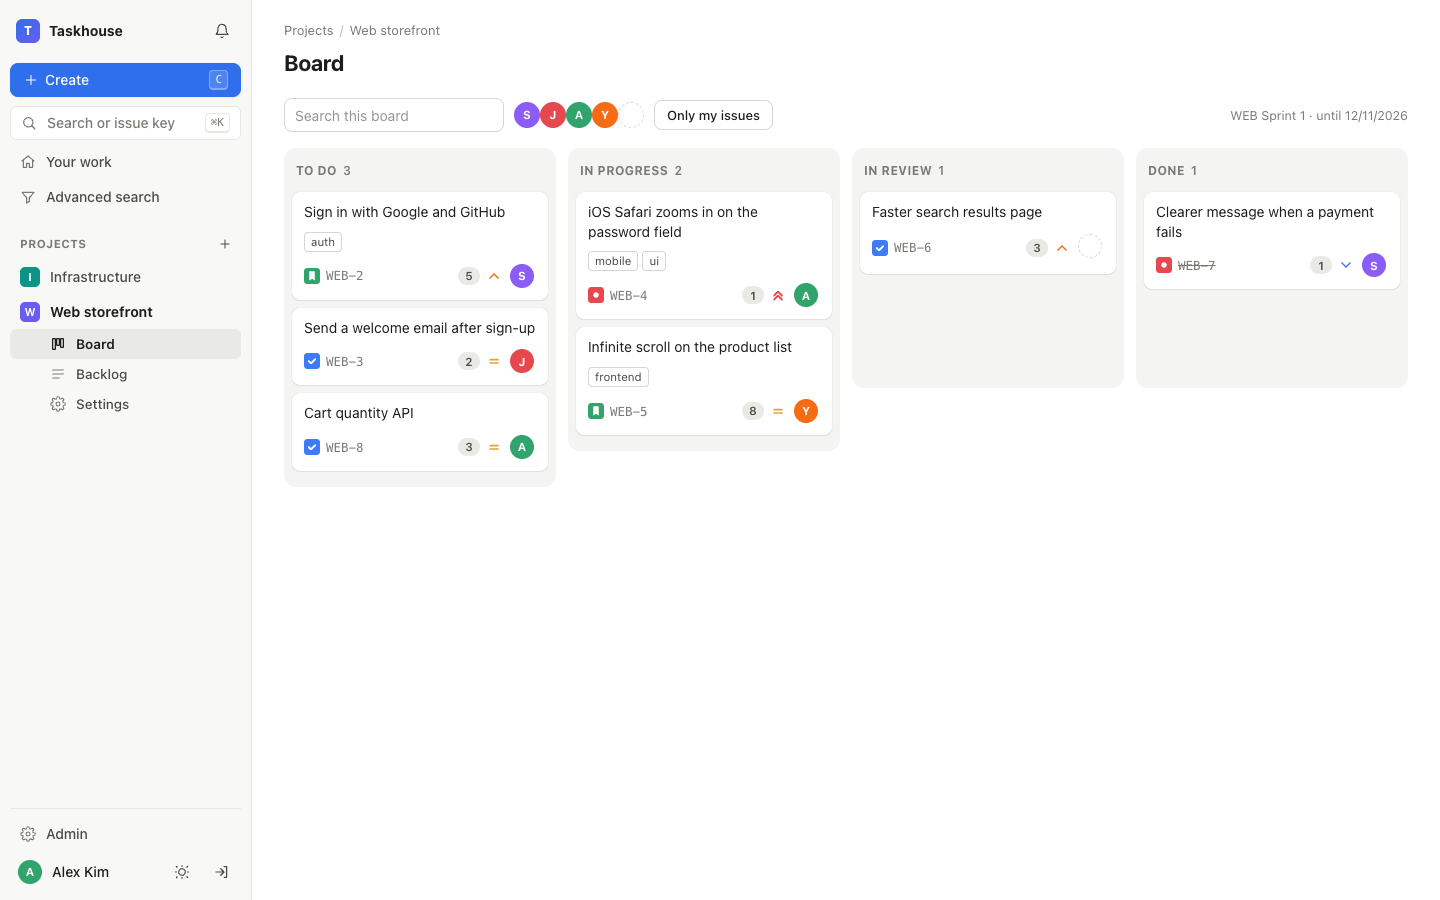 T Taskhouse
Create C
Search or issue key ⌘K
Your work
Advanced search
PROJECTS
I Infrastructure
W Web storefront
Board
Backlog
Settings
Admin
A Alex Kim
Projects / Web storefront
Board
Search this board
S J A Y
Only my issues
WEB Sprint 1 · until 12/11/2026
TO DO 3
Sign in with Google and GitHub
auth
WEB-2 5 S
Send a welcome email after sign-up
WEB-3 2 J
Cart quantity API
WEB-8 3 A
IN PROGRESS 2
iOS Safari zooms in on the
password field
mobile ui
WEB-4 1 A
Infinite scroll on the product list
frontend
WEB-5 8 Y
IN REVIEW 1
Faster search results page
WEB-6 3
DONE 1
Clearer message when a payment
fails
WEB-7 1 S